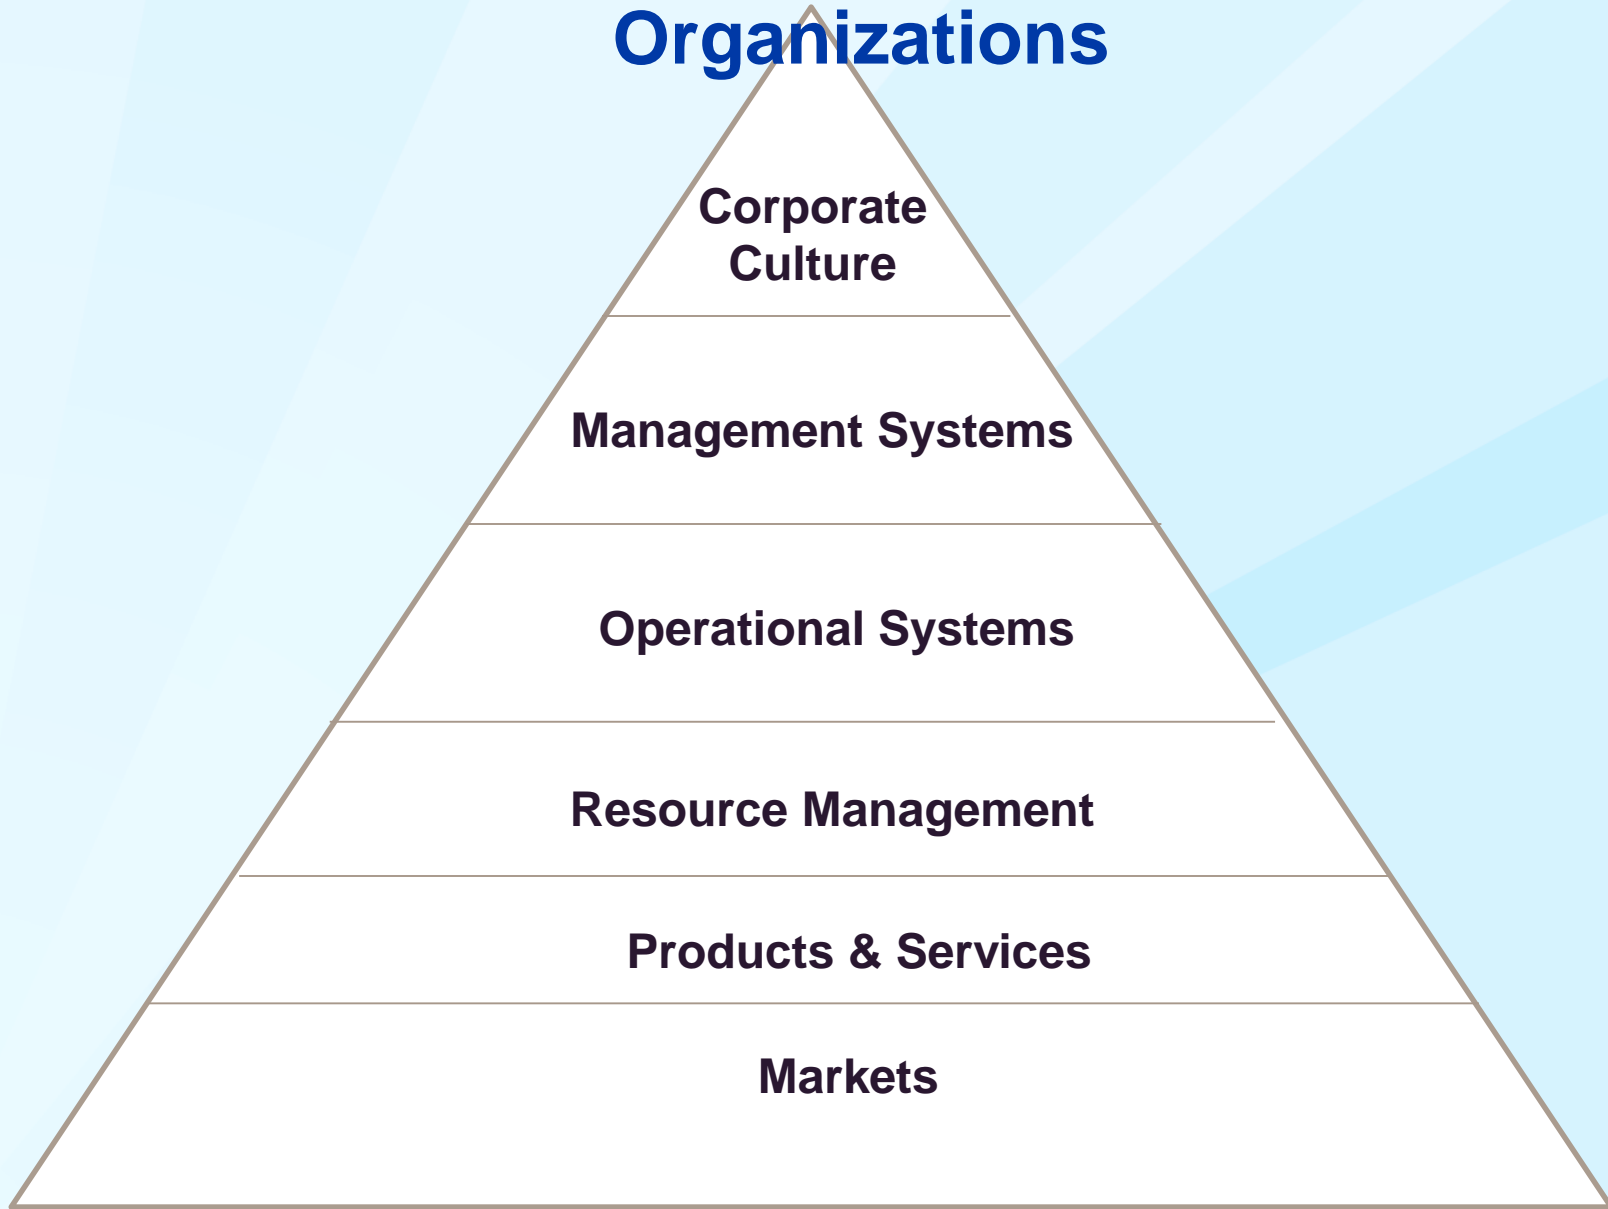 Organizations
Corporate
Culture
Management Systems
Operational Systems
Resource Management
Products & Services
Markets